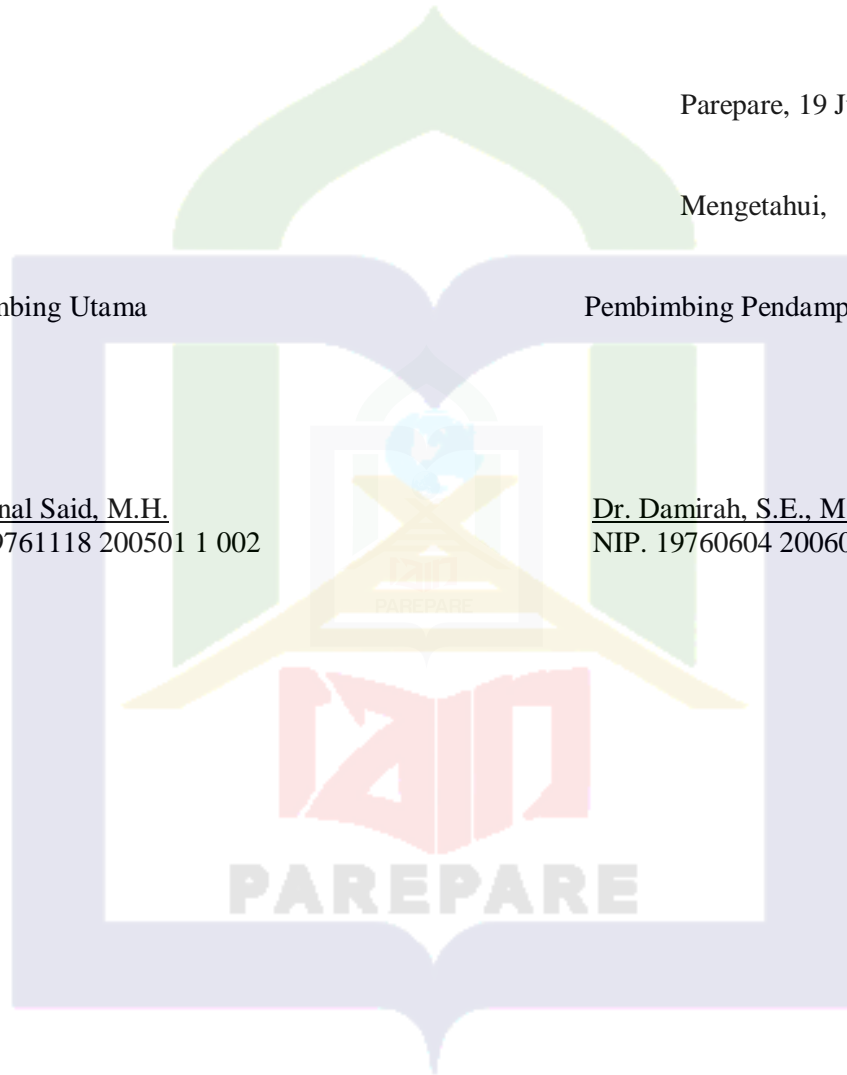 Parepare, 19 J
Mengetahui,
nbing Utama Pembimbing Pendamp
nal Said, M.H. Dr. Damirah, S.E., M
9761118 200501 1 002 NIP. 19760604 20060
PAREPARE
PAREPARE